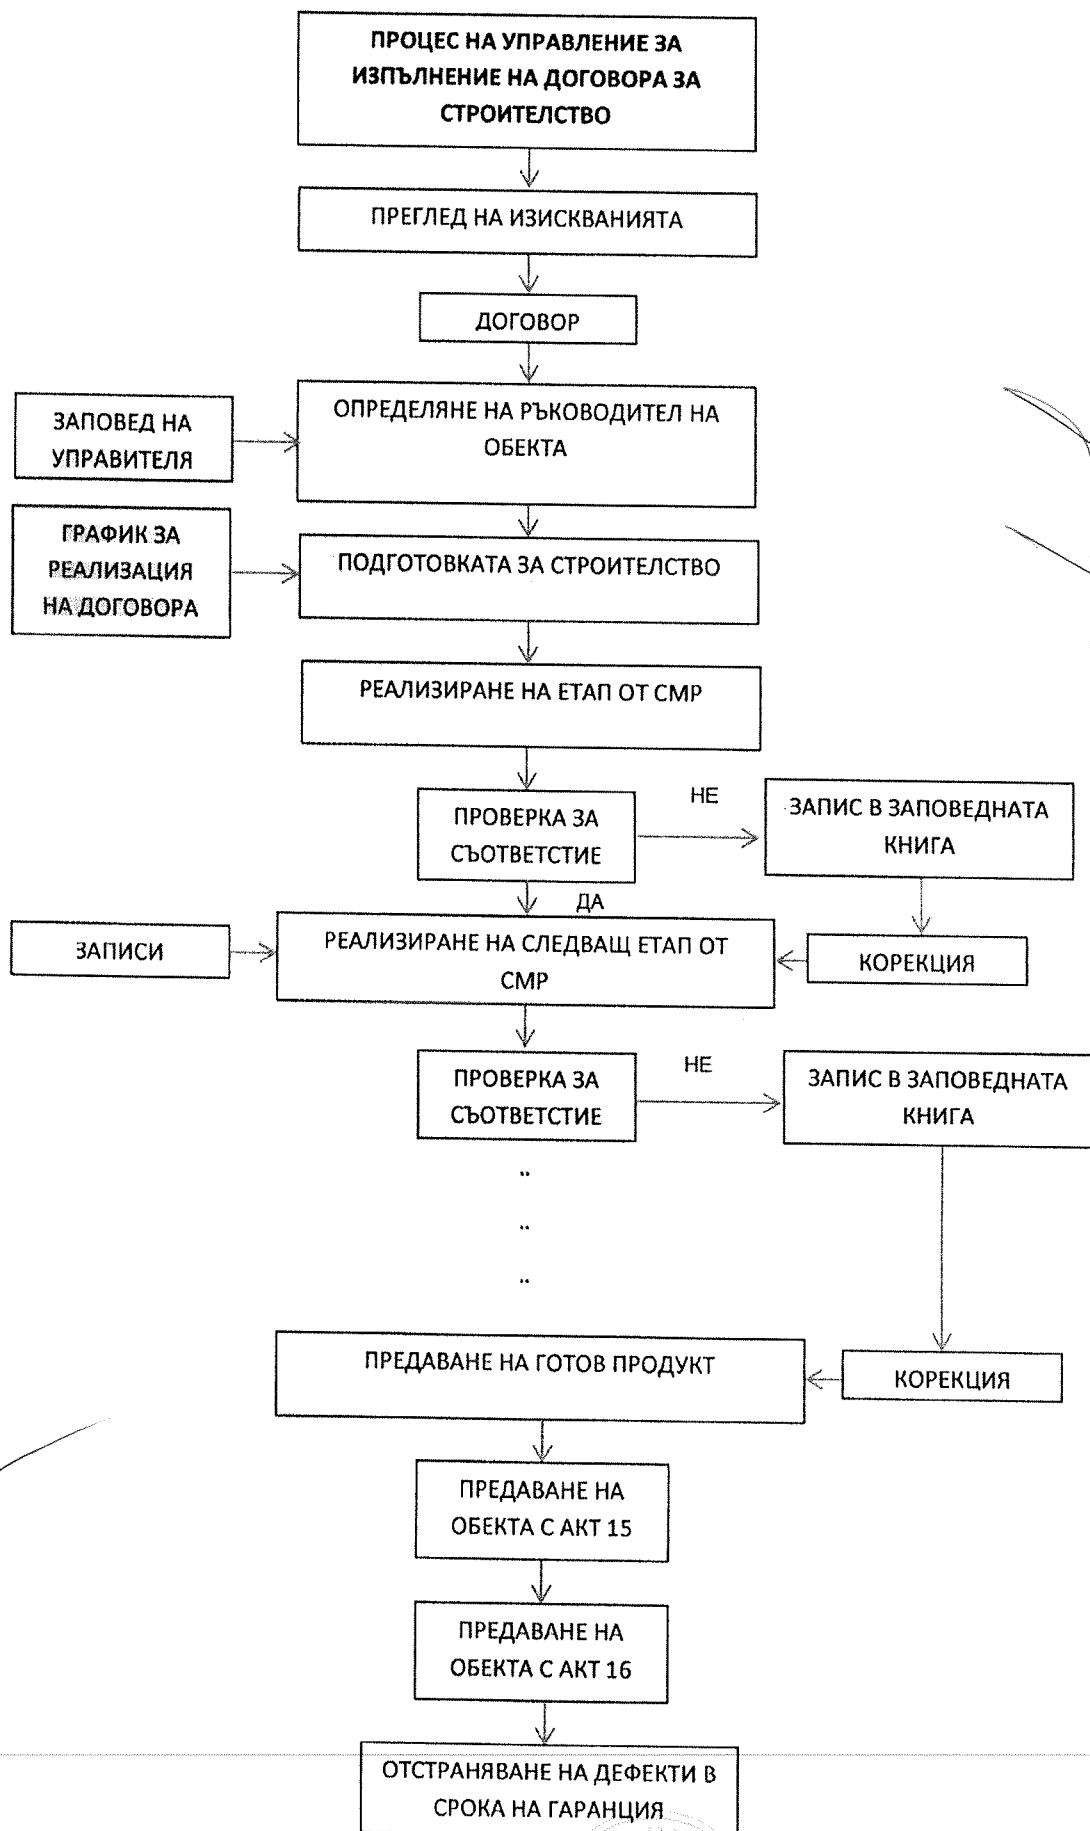 ПРОЦЕС НА УПРАВЛЕНИЕ ЗА
ИЗПЪЛНЕНИЕ НА ДОГОВОРА ЗА
СТРОИТЕЛСТВО
ПРЕГЛЕД НА ИЗИСКВАНИЯТА
ДОГОВОР
ЗАПОВЕД НА
УПРАВИТЕЛЯ
ОПРЕДЕЛЯНЕ НА РЪКОВОДИТЕЛ НА
ОБЕКТА
ГРАФИК ЗА
РЕАЛИЗАЦИЯ
НА ДОГОВОРА
ПОДГОТОВКАТА ЗА СТРОИТЕЛСТВО
РЕАЛИЗИРАНЕ НА ЕТАП ОТ СМР
ПРОВЕРКА ЗА
СЪОТВЕТСТИЕ
НЕ
ЗАПИС В ЗАПОВЕДНАТА
КНИГА
ДА
ЗАПИСИ
РЕАЛИЗИРАНЕ НА СЛЕДВАЩ ЕТАП ОТ
СМР
КОРЕКЦИЯ
ПРОВЕРКА ЗА
СЪОТВЕТСТИЕ
НЕ
ЗАПИС В ЗАПОВЕДНАТА
КНИГА
..
..
..
ПРЕДАВАНЕ НА ГОТОВ ПРОДУКТ
КОРЕКЦИЯ
ПРЕДАВАНЕ НА
ОБЕКТА С АКТ 15
ПРЕДАВАНЕ НА
ОБЕКТА С АКТ 16
ОТСТРАНЯВАНЕ НА ДЕФЕКТИ В
СРОКА НА ГАРАНЦИЯ